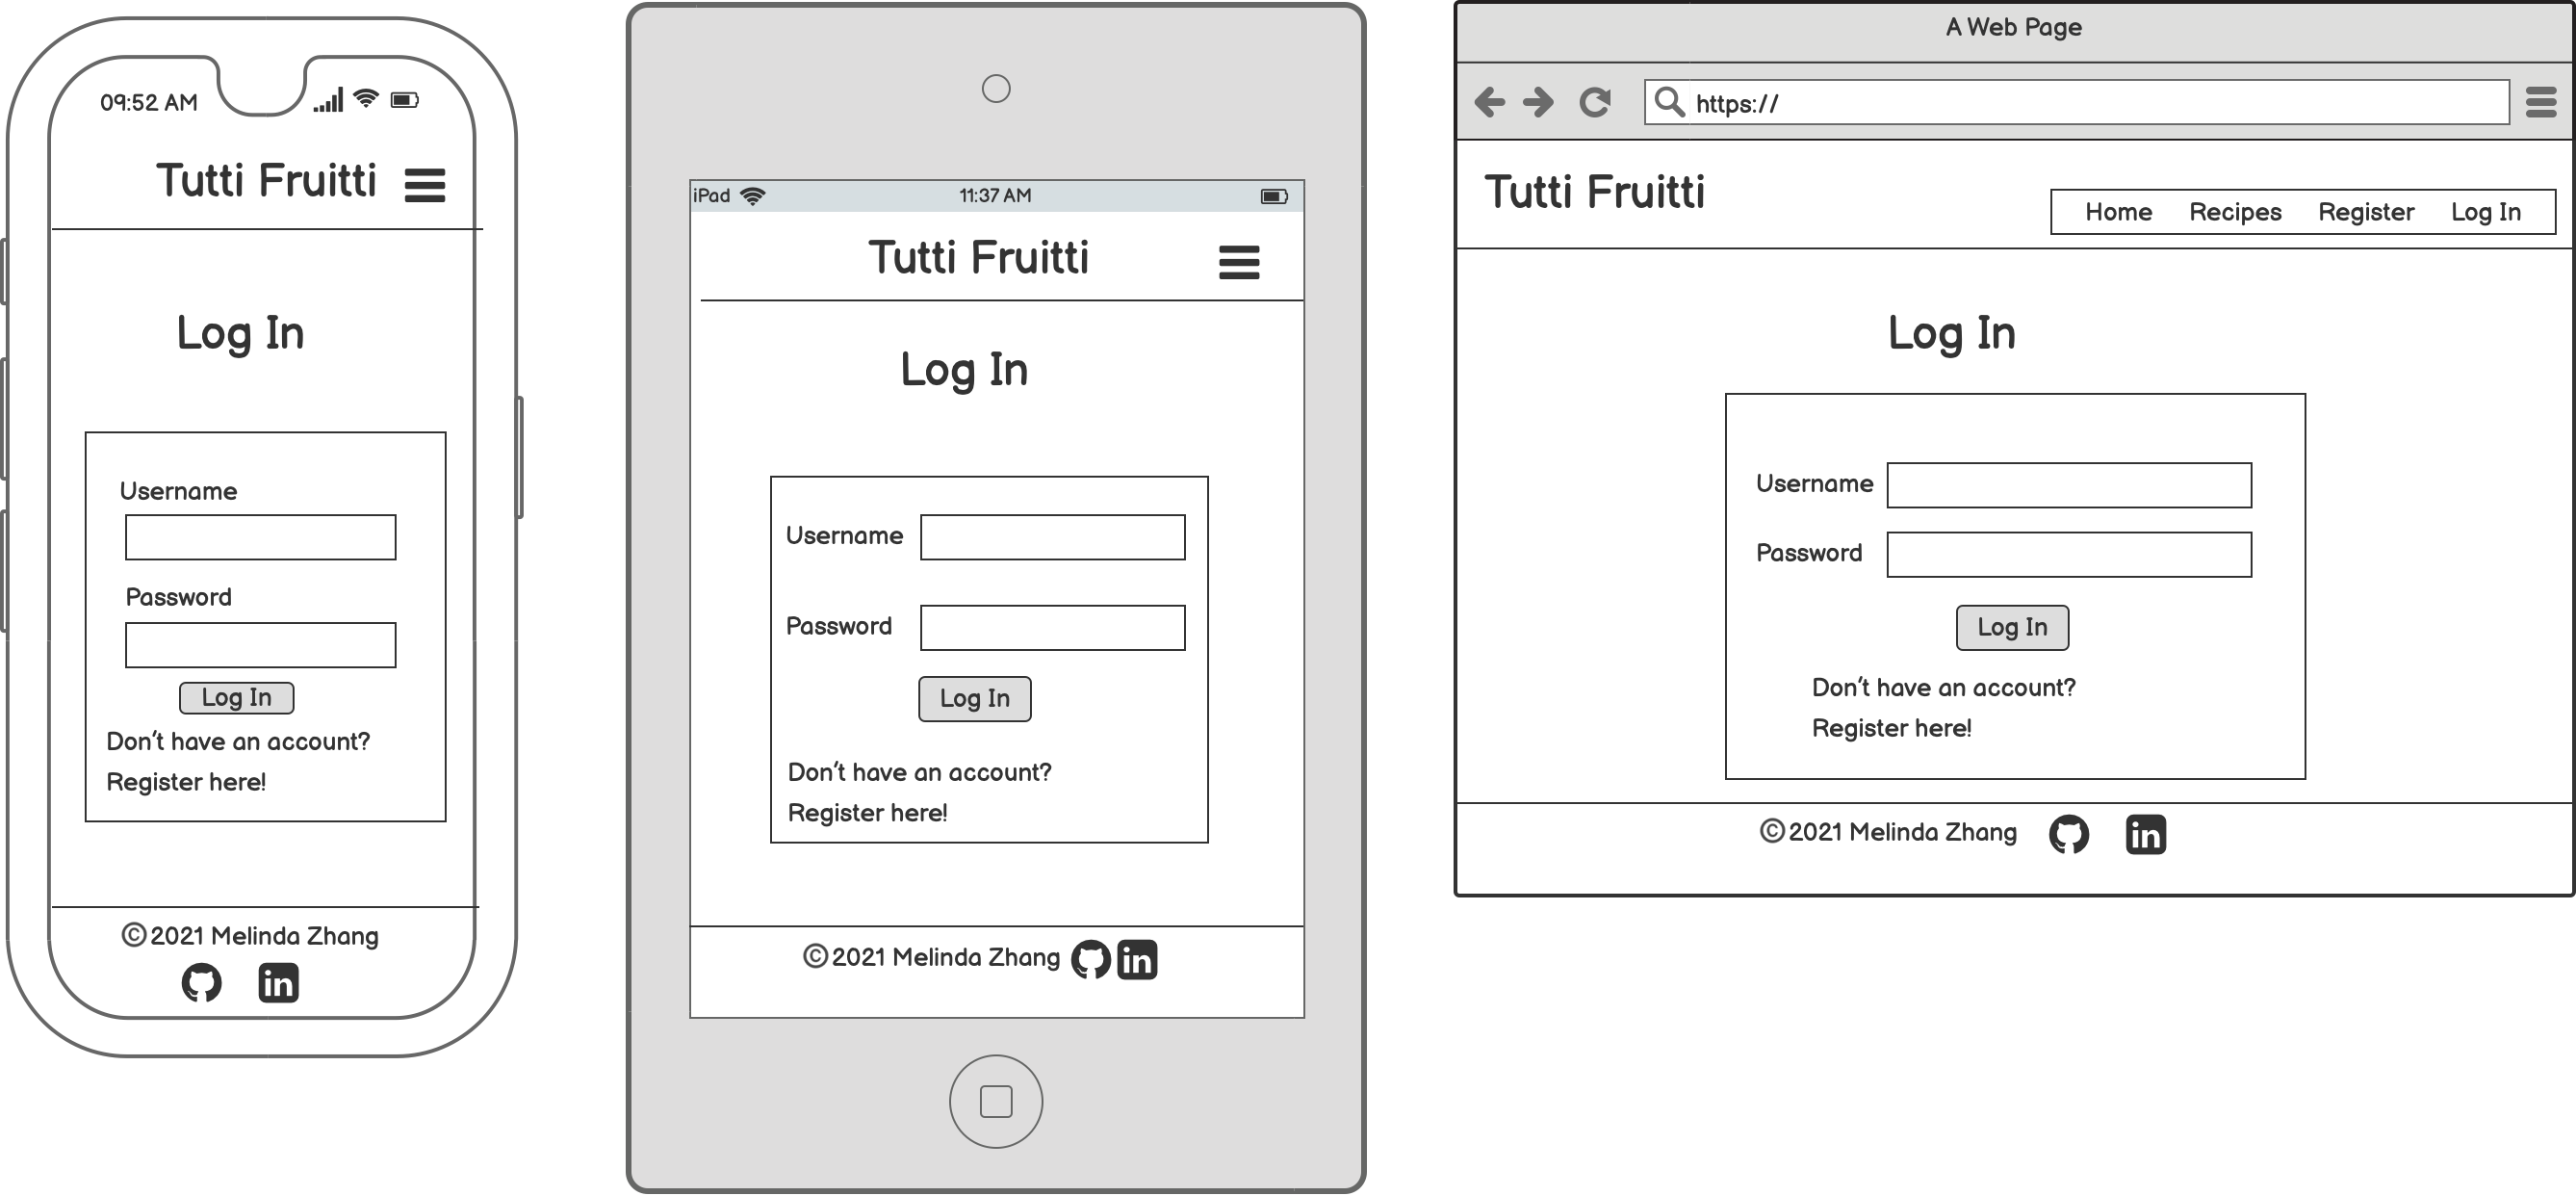 09:52 AM
Tutti Fruitti
Log In
Username
Password
Log In
Don't have an account?
Register here!
©2021 Melinda Zhang
in
iPad 11:37 AM
Tutti Fruitti
Log In
Username
Password
Log In
Don't have an account?
Register here!
©2021 Melinda Zhang in
A Web Page
https://
Tutti Fruitti
Home Recipes Register Log In
Log In
Username
Password
Log In
Don't have an account?
Register here!
©2021 Melinda Zhang in